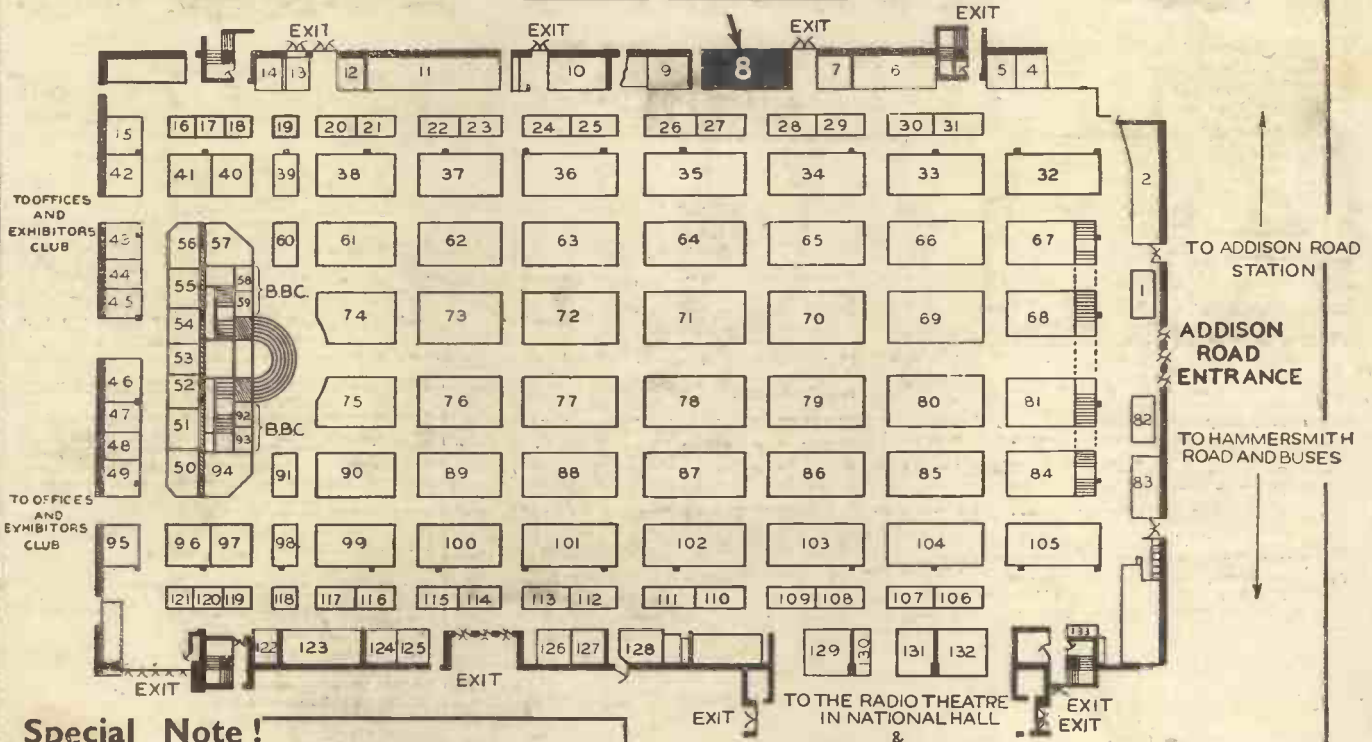 EXIT
EXIT
EXIT
EXIT
14 13 12 11 10 9 8 7 6 5 4
15 16 17 18 19 20 21 22 23 24 25 26 27 28 29 30 31
42 41 40 39 38 37 36 35 34 33 32 2
TO OFFICES
AND
EXHIBITORS
CLUB
43 56 57 60 61 62 63 64 65 66 67
TO ADDISON ROAD
STATION
44 55 58
45 59 B.B.C. 1
54 74 73 72 71 70 69 68
53
ADDISON
ROAD
ENTRANCE
46 52
47 51 92 75 76 77 78 79 80 81 82
48 93 B.B.C
TO HAMMERSMITH
ROAD AND BUSES
49 50 94 91 90 89 88 87 86 85 84 83
TO OFFICES
AND
EXHIBITORS
CLUB
95 96 97 98 99 100 101 102 103 104 105
121 120 119 118 117 116 115 114 113 112 111 110 109 108 107 106
122 123 124 125 126 127 128 129 130 131 132 133
EXIT
EXIT
EXIT
TO THE RADIO THEATRE
IN NATIONAL HALL
&
EXIT
EXIT
Special Note!